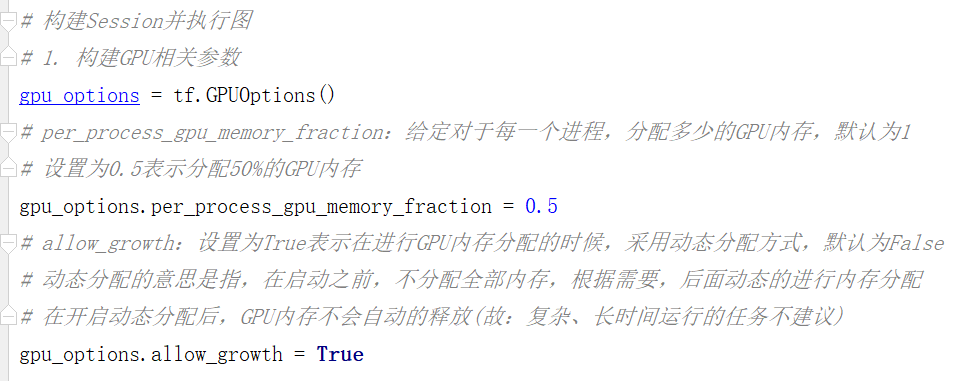 # 构建Session并执行图
# 1. 构建GPU相关参数
gpu_options = tf.GPUOptions()
# per_process_gpu_memory_fraction：给定对于每一个进程，分配多少的GPU内存，默认为1
# 设置为0.5表示分配50%的GPU内存
gpu_options.per_process_gpu_memory_fraction = 0.5
# allow_growth：设置为True表示在进行GPU内存分配的时候，采用动态分配方式，默认为False
# 动态分配的意思是指，在启动之前，不分配全部内存，根据需要，后面动态的进行内存分配
# 在开启动态分配后，GPU内存不会自动的释放(故：复杂、长时间运行的任务不建议)
gpu_options.allow_growth = True